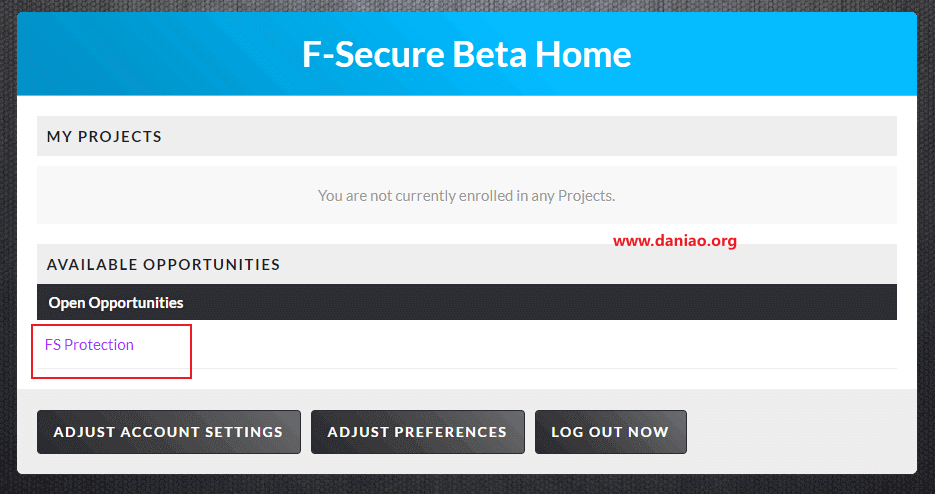 F-Secure Beta Home
MY PROJECTS
You are not currently enrolled in any Projects.
www.daniao.org
AVAILABLE OPPORTUNITIES
Open Opportunities
FS Protection
ADJUST ACCOUNT SETTINGS
ADJUST PREFERENCES
LOG OUT NOW